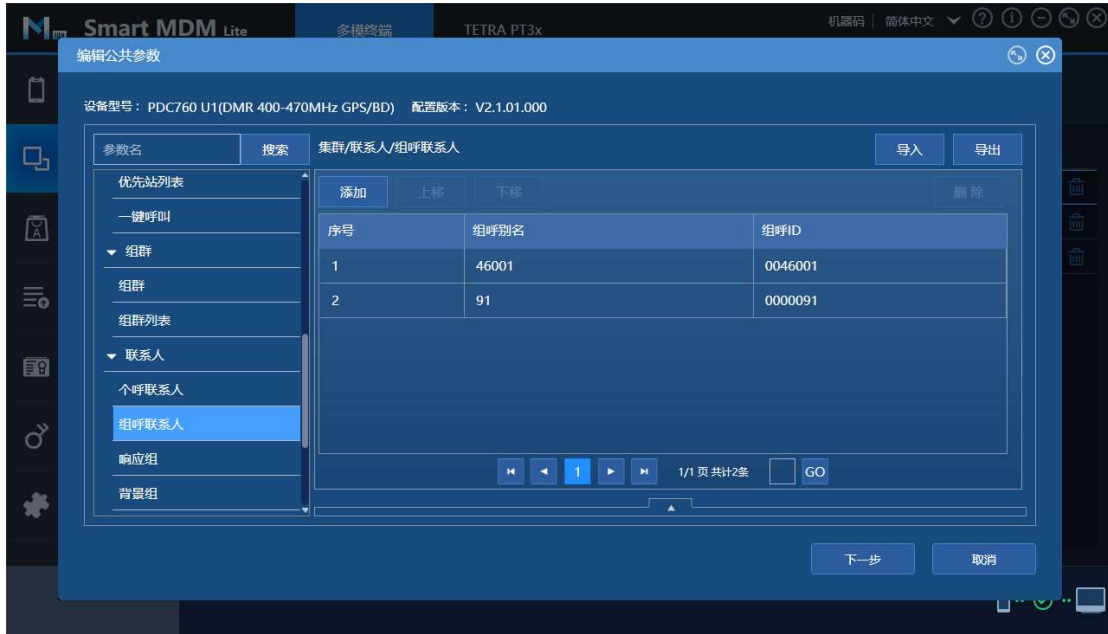 Smart MDM Lite 多模终端 TETRA PT3x 机器码 简体中文
编辑公共参数
设备型号：PDC760 U1(DMR 400-470MHz GPS/BD) 配置版本：V2.1.01.000
参数名 搜索 集群/联系人/组呼联系人 导入 导出
优先站列表
一键呼叫
组群
组群
组群列表
联系人
个呼联系人
组呼联系人
响应组
背景组
添加 上移 下移 删除
序号 组呼别名 组呼ID
1 46001 0046001
2 91 0000091
1 1/1 页 共计2条 GO
下一步 取消